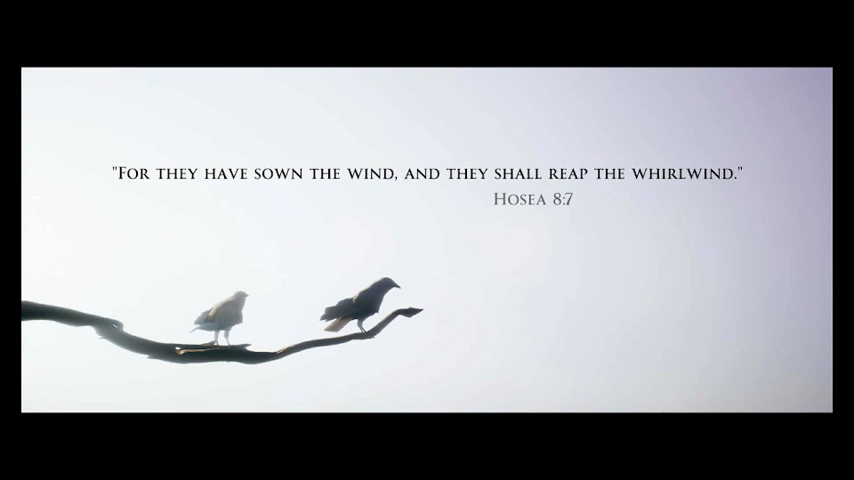 "For they have sown the wind, and they shall reap the whirlwind."
Hosea 8:7